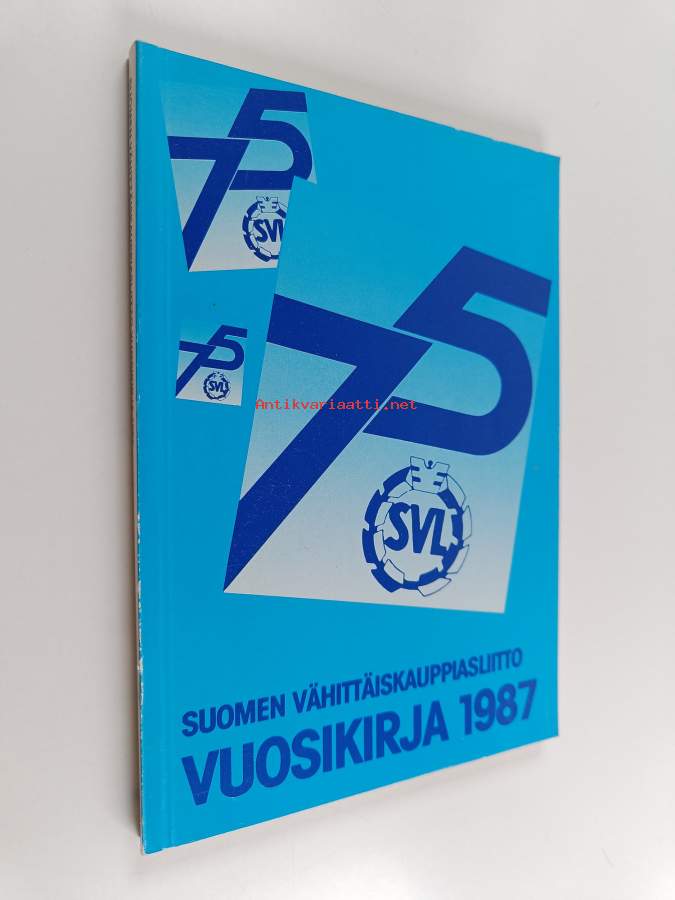 75
SVL
75
SVL
75
SVL
Antikvariaatti.net
SUOMEN VÄHITTÄISKAUPPIASLIITTO
VUOSIKIRJA 1987